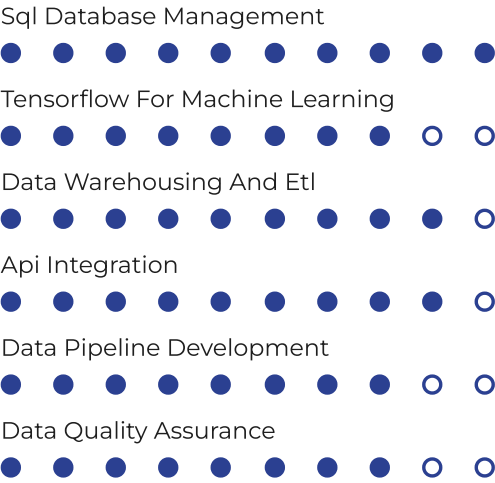 Sql Database Management
Tensorflow For Machine Learning
Data Warehousing And Etl
Api Integration
Data Pipeline Development
Data Quality Assurance